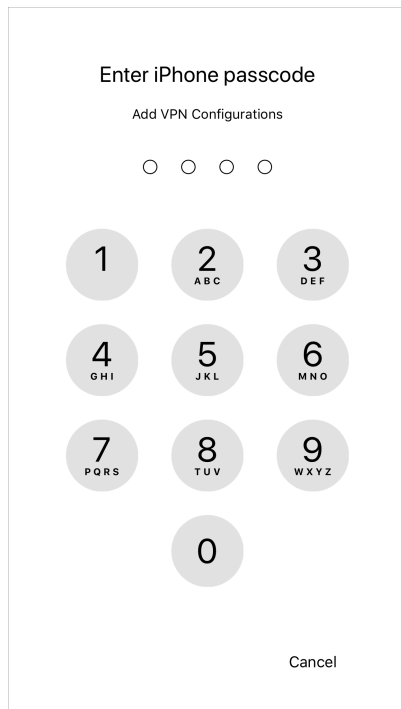 Enter iPhone passcode
Add VPN Configurations
1 2 3
ABC DEF
4 5 6
GHI JKL MNO
7 8 9
PQRS TUV WXYZ
0
Cancel